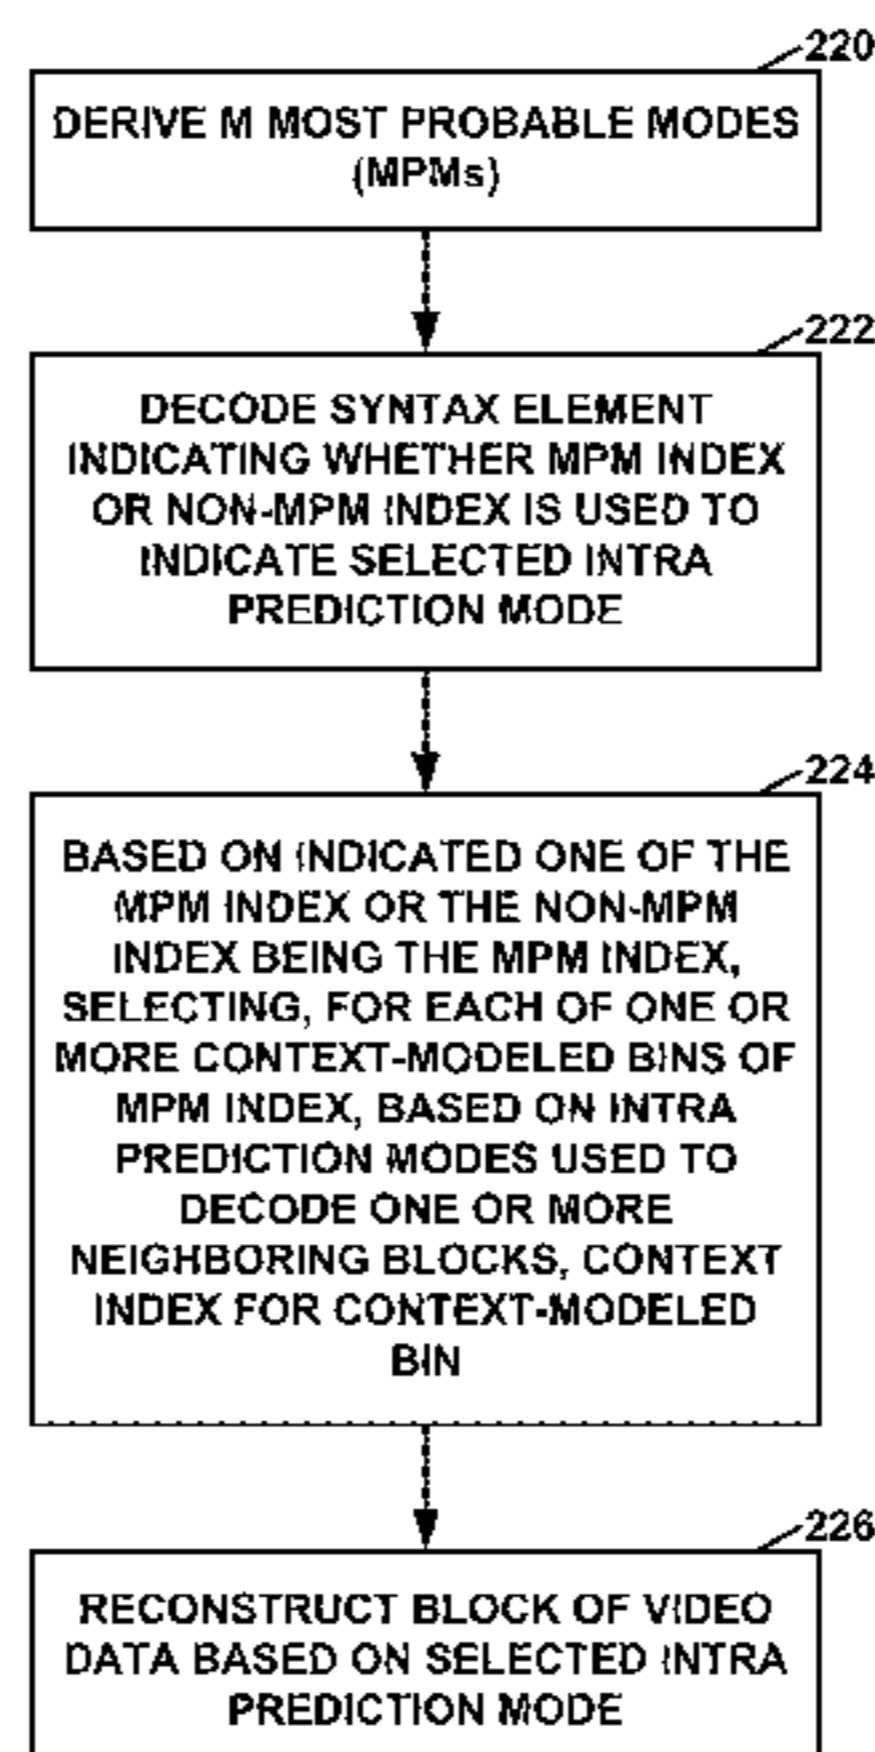 220
DERIVE M MOST PROBABLE MODES
(MPMs)
222
DECODE SYNTAX ELEMENT
INDICATING WHETHER MPM INDEX
OR NON-MPM INDEX IS USED TO
INDICATE SELECTED INTRA
PREDICTION MODE
224
BASED ON INDICATED ONE OF THE
MPM INDEX OR THE NON-MPM
INDEX BEING THE MPM INDEX,
SELECTING, FOR EACH OF ONE OR
MORE CONTEXT-MODELED BINS OF
MPM INDEX, BASED ON INTRA
PREDICTION MODES USED TO
DECODE ONE OR MORE
NEIGHBORING BLOCKS, CONTEXT
INDEX FOR CONTEXT-MODELED
BIN
226
RECONSTRUCT BLOCK OF VIDEO
DATA BASED ON SELECTED INTRA
PREDICTION MODE